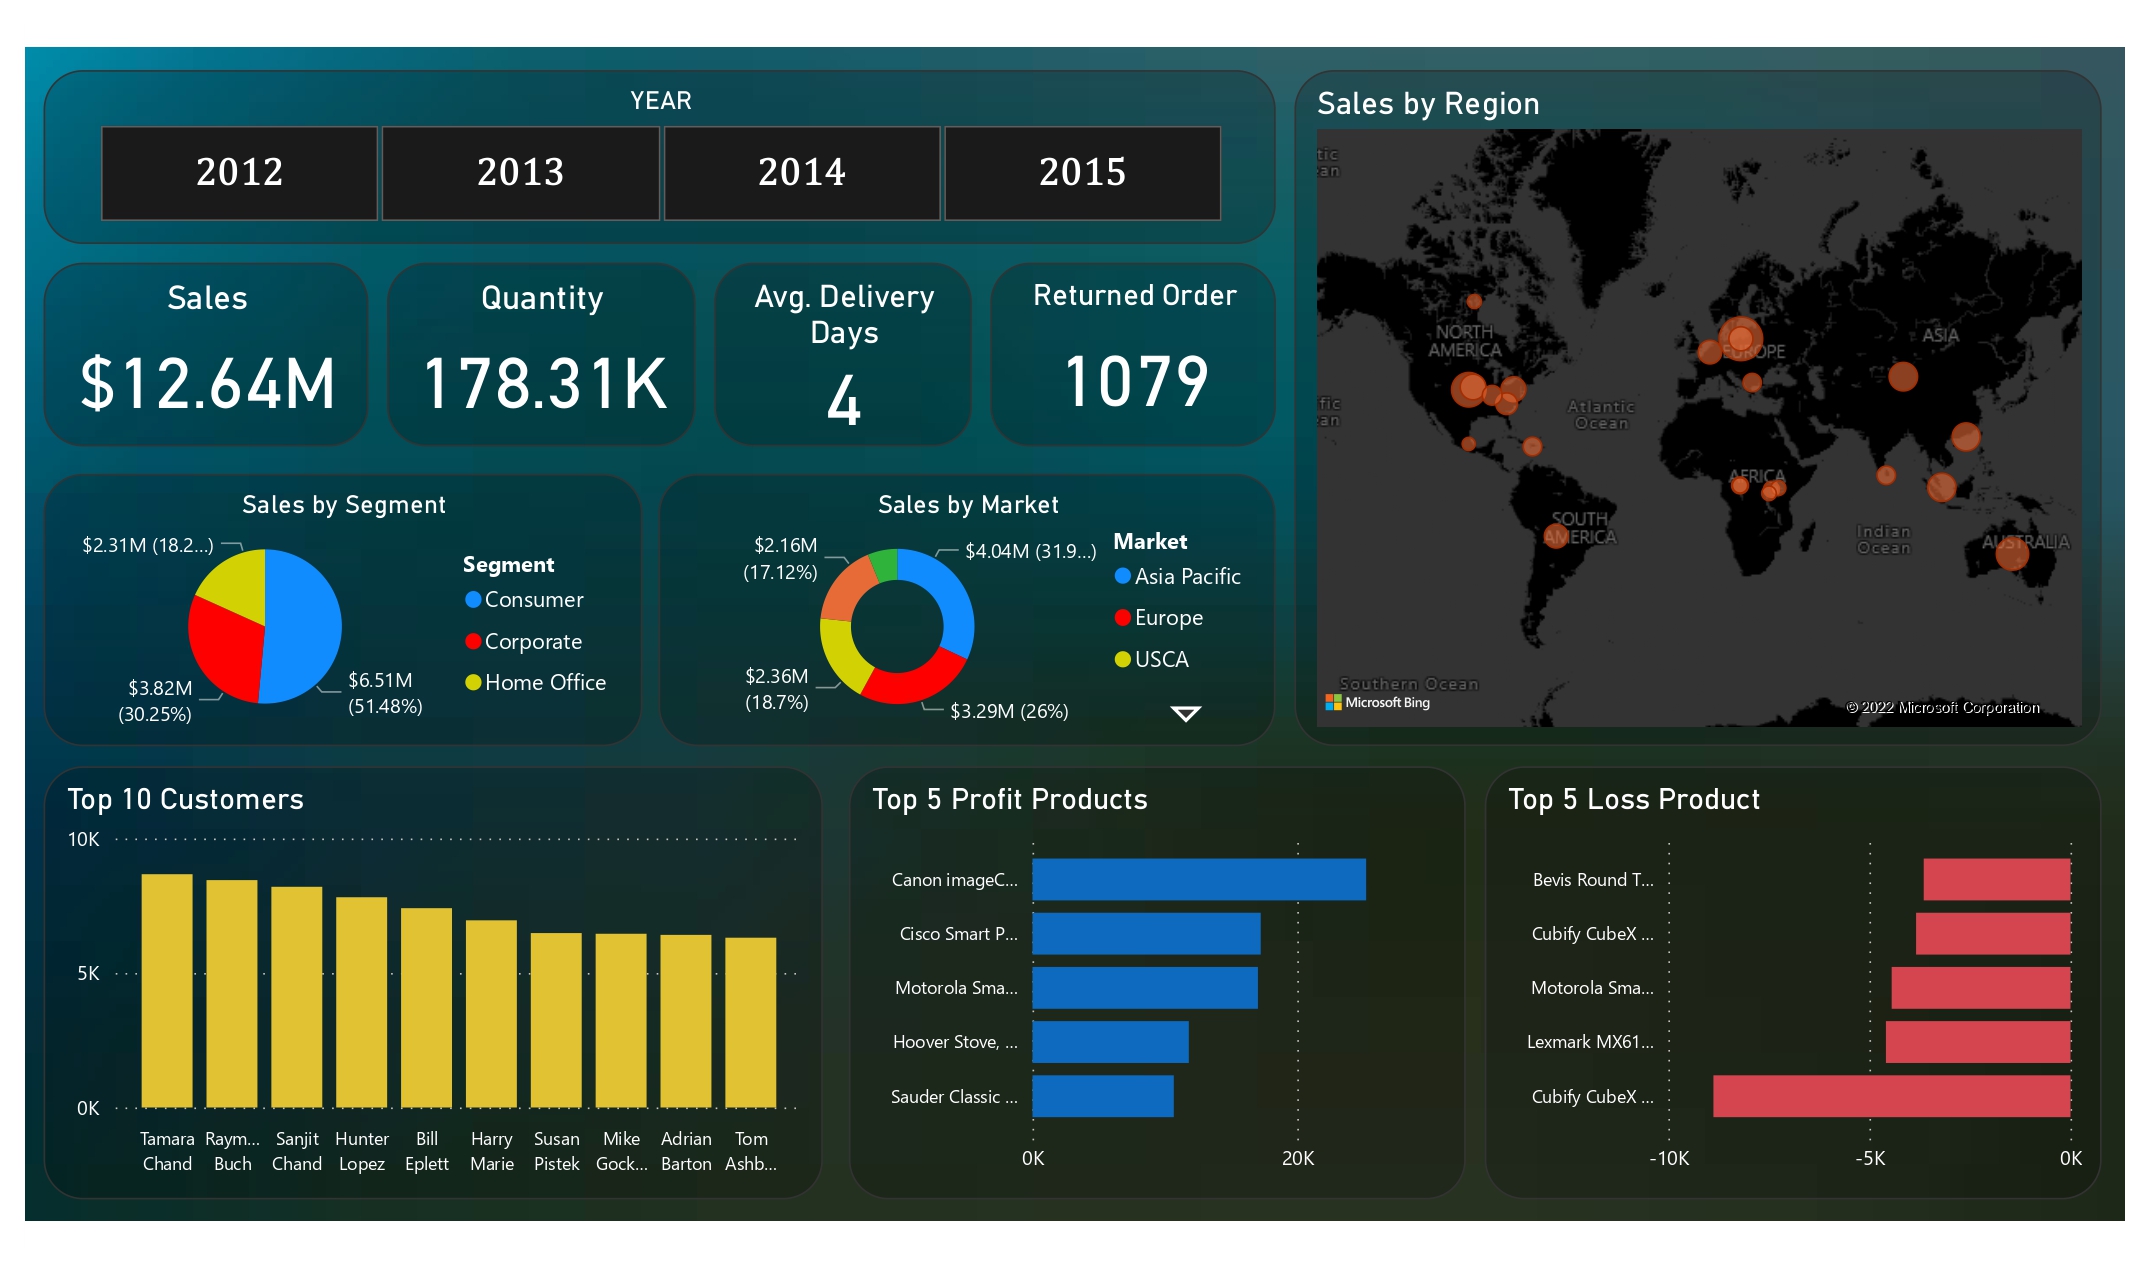 YEAR
2012
2013
2014
2015
Sales
$12.64M
Quantity
178.31K
Avg. Delivery
Days
4
Returned Order
1079
Sales by Region
tic
ean
NORTH
AMERICA
EUROPE
ASIA
fic
ean
Atlantic
Ocean
AFRICA
SOUTH
AMERICA
Indian
Ocean
AUSTRALIA
Southern Ocean
Microsoft Bing
© 2022 Microsoft Corporation
Sales by Segment
$2.31M (18.2...)
$3.82M
(30.25%)
$6.51M
(51.48%)
Segment
Consumer
Corporate
Home Office
Sales by Market
$2.16M
(17.12%)
$4.04M (31.9...)
$2.36M
(18.7%)
$3.29M (26%)
Market
Asia Pacific
Europe
USCA
Top 10 Customers
10K
5K
0K
Tamara
Chand
Raym...
Buch
Sanjit
Chand
Hunter
Lopez
Bill
Eplett
Harry
Marie
Susan
Pistek
Mike
Gock...
Adrian
Barton
Tom
Ashb...
Top 5 Profit Products
Canon imageC...
Cisco Smart P...
Motorola Sma...
Hoover Stove, ...
Sauder Classic ...
0K
20K
Top 5 Loss Product
Bevis Round T...
Cubify CubeX ...
Motorola Sma...
Lexmark MX61...
Cubify CubeX ...
-10K
-5K
0K